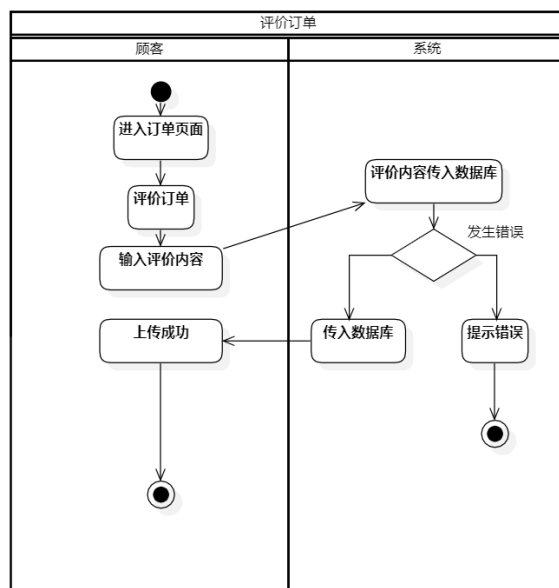 评价订单
顾客
系统
进入订单页面
评价订单
输入评价内容
评价内容传入数据库
发生错误
上传成功
传入数据库
提示错误